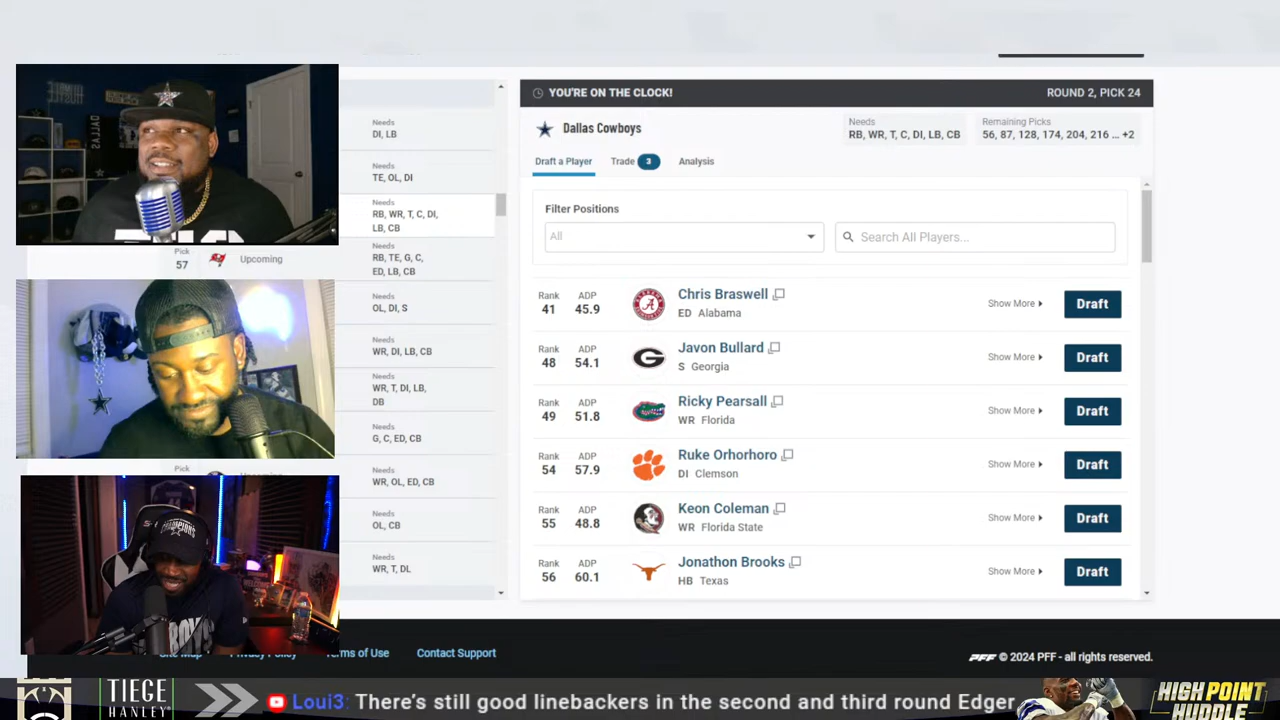 YOU'RE ON THE CLOCK!
ROUND 2, PICK 24
Dallas Cowboys
Needs
RB, WR, T, C, DI, LB, CB
Remaining Picks
56, 87, 128, 174, 204, 216 ... +2
Draft a Player
Trade 3
Analysis
Filter Positions
All
Search All Players...
Rank 41
ADP 45.9
Chris Braswell
ED Alabama
Show More
Draft
Rank 48
ADP 54.1
Javon Bullard
S Georgia
Show More
Draft
Rank 49
ADP 51.8
Ricky Pearsall
WR Florida
Show More
Draft
Rank 54
ADP 57.9
Ruke Orhorhoro
DI Clemson
Show More
Draft
Rank 55
ADP 48.8
Keon Coleman
WR Florida State
Show More
Draft
Rank 56
ADP 60.1
Jonathon Brooks
HB Texas
Show More
Draft
Needs
DI, LB
Needs
TE, OL, DI
Needs
RB, WR, T, C, DI,
LB, CB
Pick
57
Upcoming
Needs
RB, TE, G, C,
ED, LB, CB
Needs
OL, DI, S
Needs
WR, DI, LB, CB
Needs
WR, T, DI, LB,
DB
Needs
G, C, ED, CB
Pick
Needs
WR, OL, ED, CB
Needs
OL, CB
Needs
WR, T, DL
Terms of Use
Contact Support
PFF © 2024 PFF - all rights reserved.
TIEGE
HANLEY
Loui3: There's still good linebackers in the second and third round Edger
HIGH POINT
HUDDLE